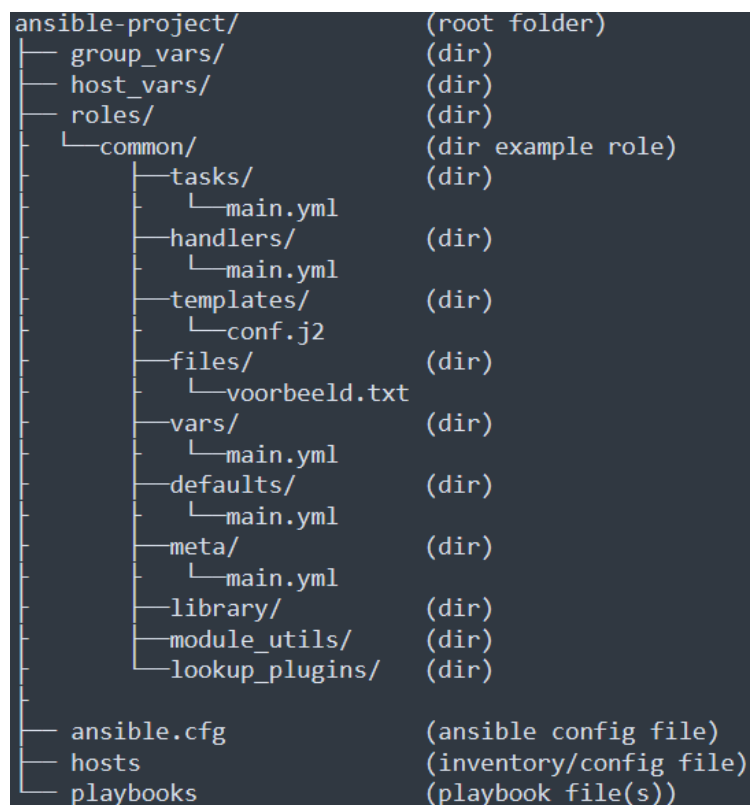 ansible-project/ (root folder)
├── group_vars/ (dir)
├── host_vars/ (dir)
├── roles/ (dir)
├ └──common/ (dir example role)
├ ├──tasks/ (dir)
├ ├ └──main.yml
├ ├──handlers/ (dir)
├ ├ └──main.yml
├ ├──templates/ (dir)
├ ├ └──conf.j2
├ ├──files/ (dir)
├ ├ └──voorbeeld.txt
├ ├──vars/ (dir)
├ ├ └──main.yml
├ ├──defaults/ (dir)
├ ├ └──main.yml
├ ├──meta/ (dir)
├ ├ └──main.yml
├ ├──library/ (dir)
├ ├──module_utils/ (dir)
├ └──lookup_plugins/ (dir)
├
├── ansible.cfg (ansible config file)
├── hosts (inventory/config file)
└── playbooks (playbook file(s))